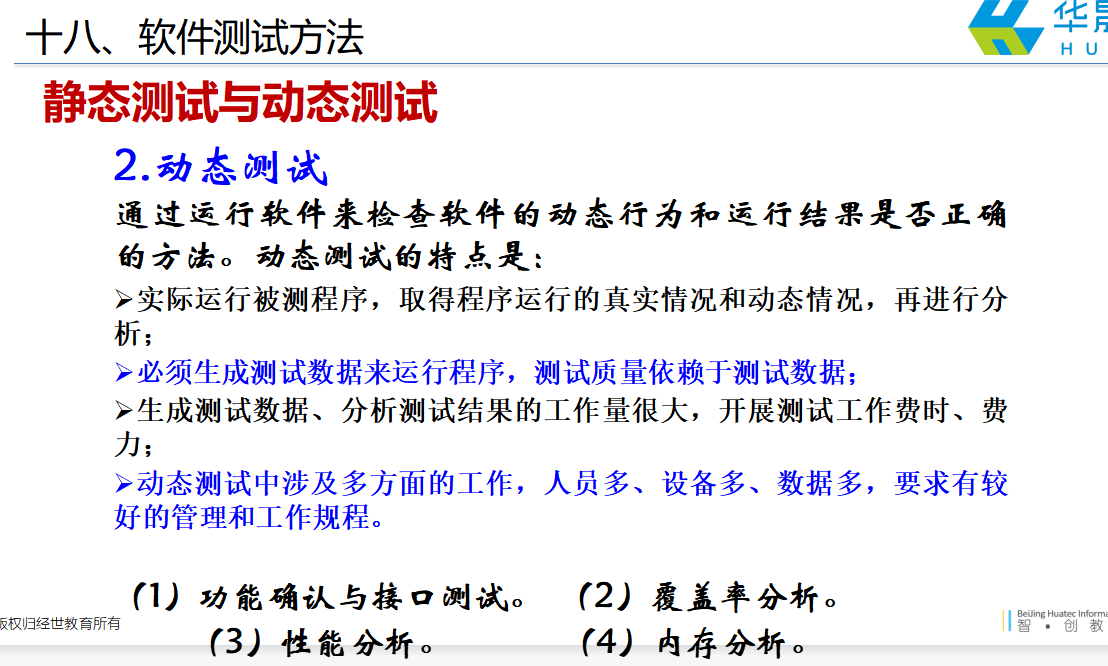 十八、软件测试方法
华晟
HU
静态测试与动态测试
2.动态测试
通过运行软件来检查软件的动态行为和运行结果是否正确
的方法。动态测试的特点是:
➢实际运行被测程序，取得程序运行的真实情况和动态情况，再进行分
析；
➢必须生成测试数据来运行程序，测试质量依赖于测试数据；
➢生成测试数据、分析测试结果的工作量很大，开展测试工作费时、费
力；
➢动态测试中涉及多方面的工作，人员多、设备多、数据多，要求有较
好的管理和工作规程。
（1）功能确认与接口测试。 （2）覆盖率分析。
（3）性能分析。 （4）内存分析。
版权归经世教育所有
BeiJing Huatec Informa
智·创教